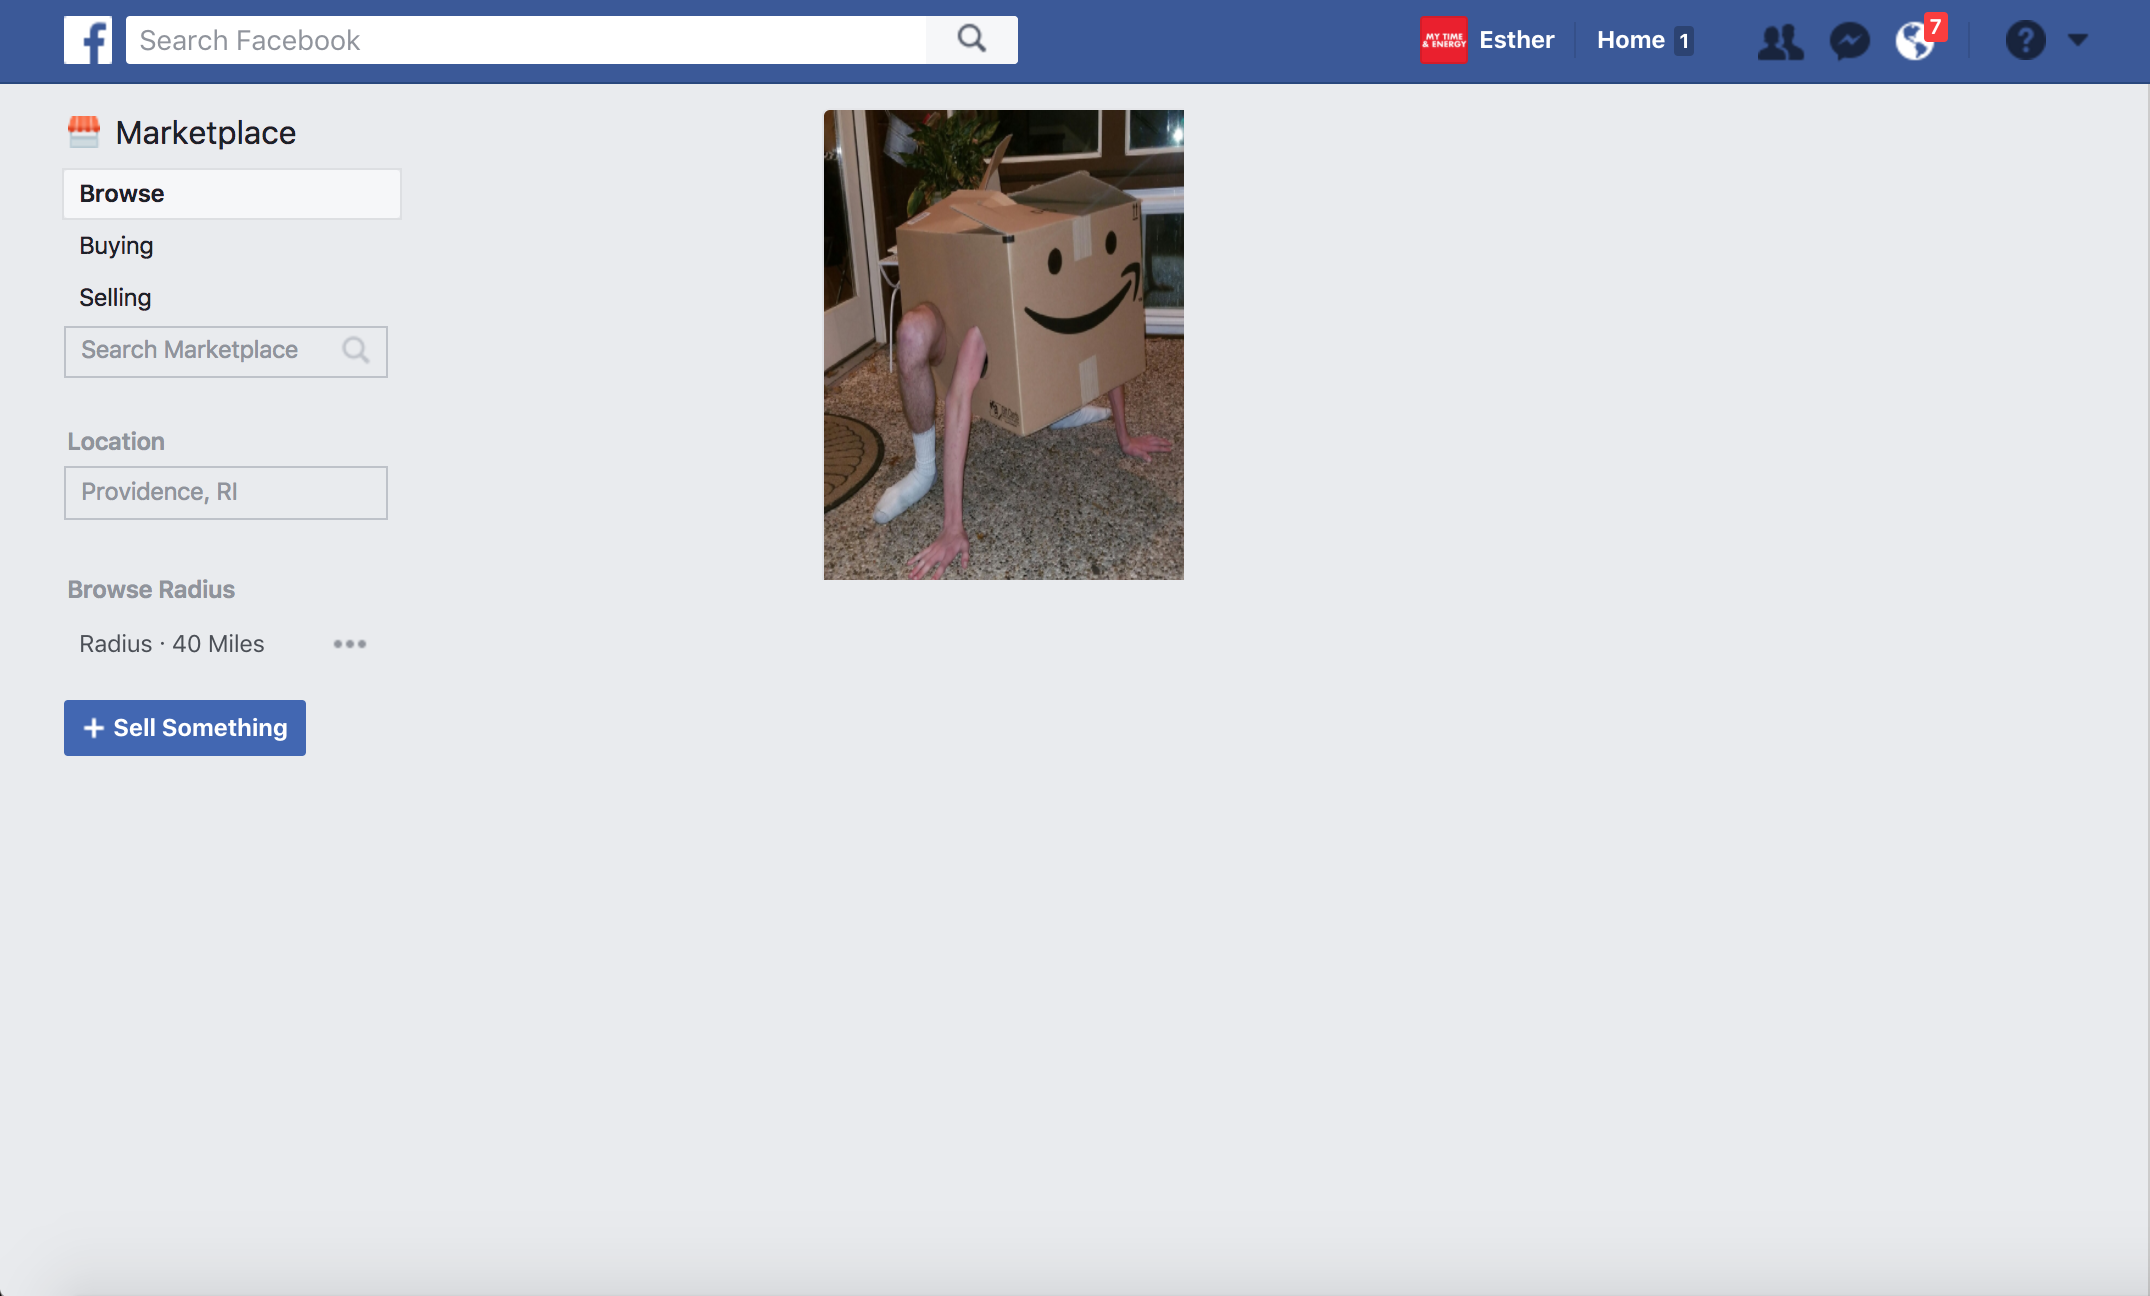 Search Facebook
MY TIME
& ENERGY
Esther
Home 1
7
?
Marketplace
Browse
Buying
Selling
Search Marketplace
Location
Providence, RI
Browse Radius
Radius · 40 Miles
+ Sell Something